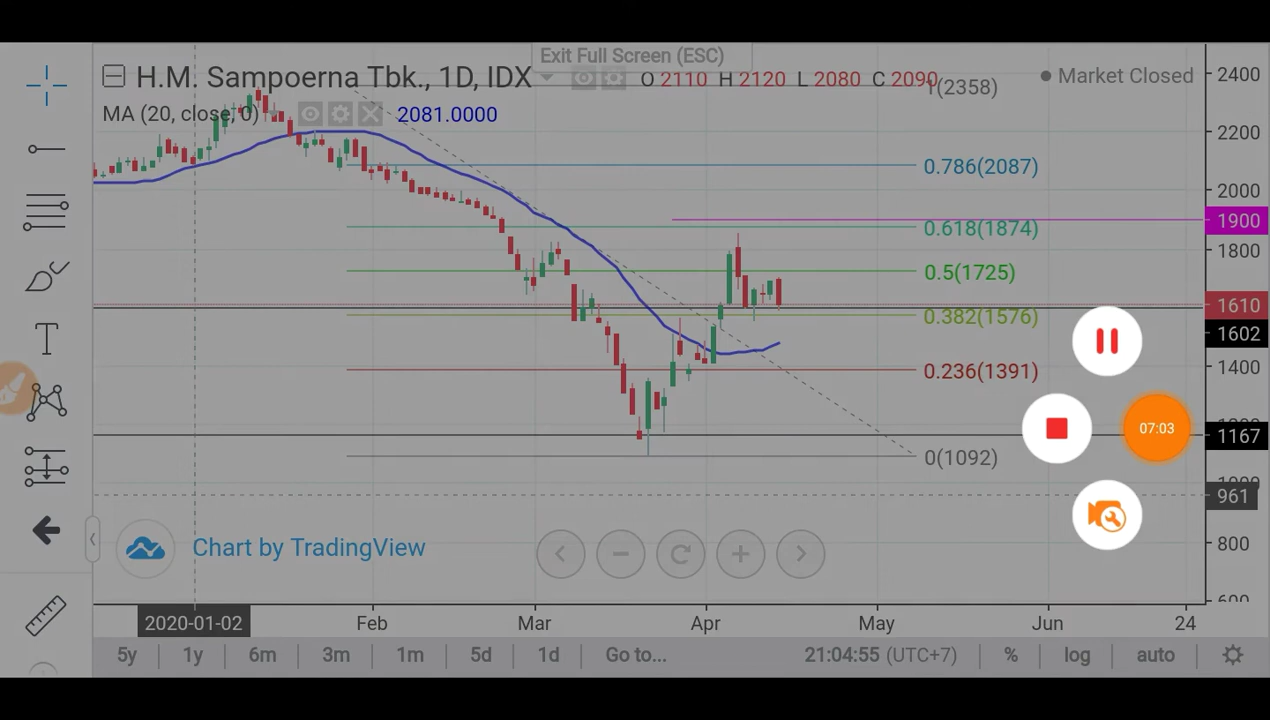 Exit Full Screen (ESC)
H.M. Sampoerna Tbk., 1D, IDX O 2110 H 2120 L 2080 C 2090
Market Closed
MA (20, close, 0) 2081.0000
1(2358)
0.786(2087)
0.618(1874)
0.5(1725)
0.382(1576)
0.236(1391)
0(1092)
2400
2200
2000
1900
1800
1610
1602
1400
1167
961
800
T
07:03
Chart by TradingView
2020-01-02 Feb Mar Apr May Jun 24
5y 1y 6m 3m 1m 5d 1d Go to... 21:04:55 (UTC+7) % log auto